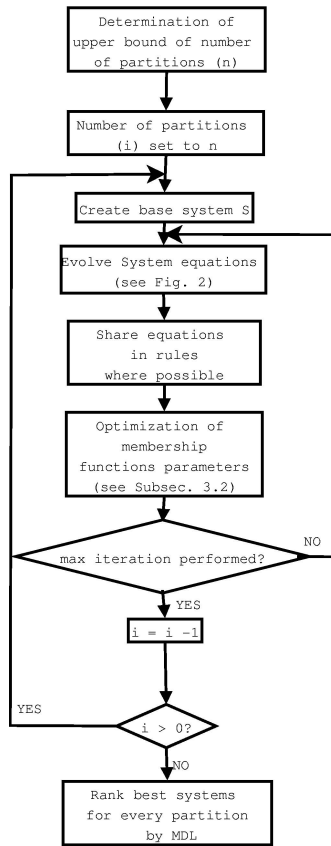 Determination of
upper bound of number
of partitions (n)
Number of partitions
(i) set to n
Create base system S
Evolve System equations
(see Fig. 2)
Share equations
in rules
where possible
Optimization of
membership
functions parameters
(see Subsec. 3.2)
max iteration performed?
NO
YES
i = i -1
YES
i > 0?
NO
Rank best systems
for every partition
by MDL